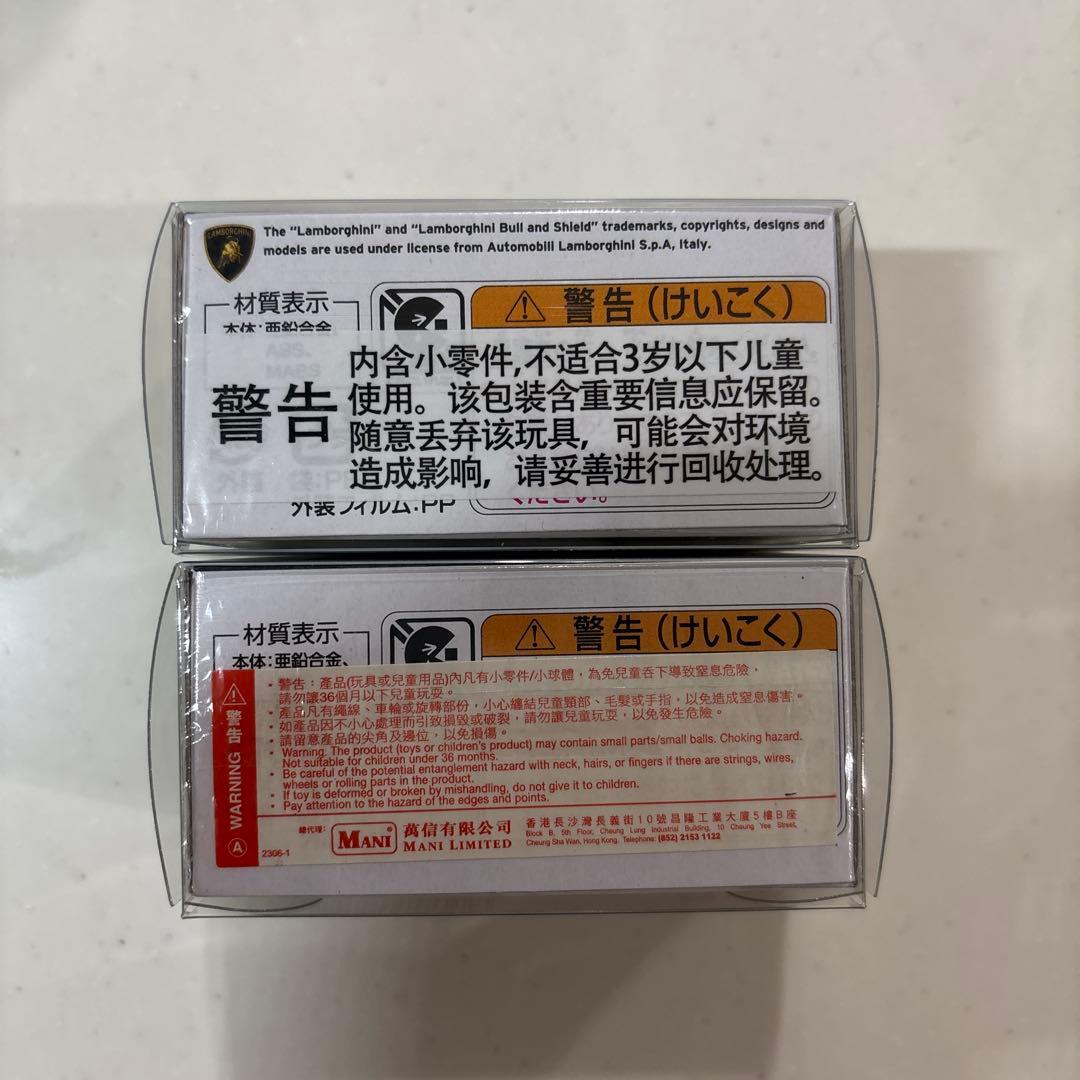 LAMBORGHINI
The "Lamborghini" and "Lamborghini Bull and Shield" trademarks, copyrights, designs and
models are used under license from Automobili Lamborghini S.p.A, Italy.
材質表示
本体:亜鉛合金
ABS.
MABS
警告(けいこく)
警告
内含小零件,不适合3岁以下儿童
使用。该包装含重要信息应保留。
随意丢弃该玩具，可能会对环境
造成影响，请妥善进行回收处理。
外装フィルム:PP
ください。
材質表示
本体:亜鉛合金、
警告(けいこく)
警告 WARNING
A
• 警告：產品(玩具或兒童用品)內凡有小零件/小球體，為免兒童吞下導致窒息危險，
請勿讓36個月以下兒童玩耍。
• 產品凡有繩線、車輪或旋轉部份，小心纏結兒童頸部、毛髮或手指，以免造成窒息傷害。
• 如產品因不小心處理而引致損毀或破裂，請勿讓兒童玩耍，以免發生危險。
• 請留意產品的尖角及邊位，以免損傷。
• Warning. The product (toys or children's product) may contain small parts/small balls. Choking hazard.
Not suitable for children under 36 months.
• Be careful of the potential entanglement hazard with neck, hairs, or fingers if there are strings, wires,
wheels or rolling parts in the product.
• If toy is deformed or broken by mishandling, do not give it to children.
• Pay attention to the hazard of the edges and points.
2306-1
總代理：
MANI
萬信有限公司
MANI LIMITED
香港長沙灣長義街10號昌隆工業大廈5樓B座
Block B, 5th Floor, Cheung Lung Industrial Building, 10 Cheung Yee Street,
Cheung Sha Wan, Hong Kong. Telephone: (852) 2153 1122